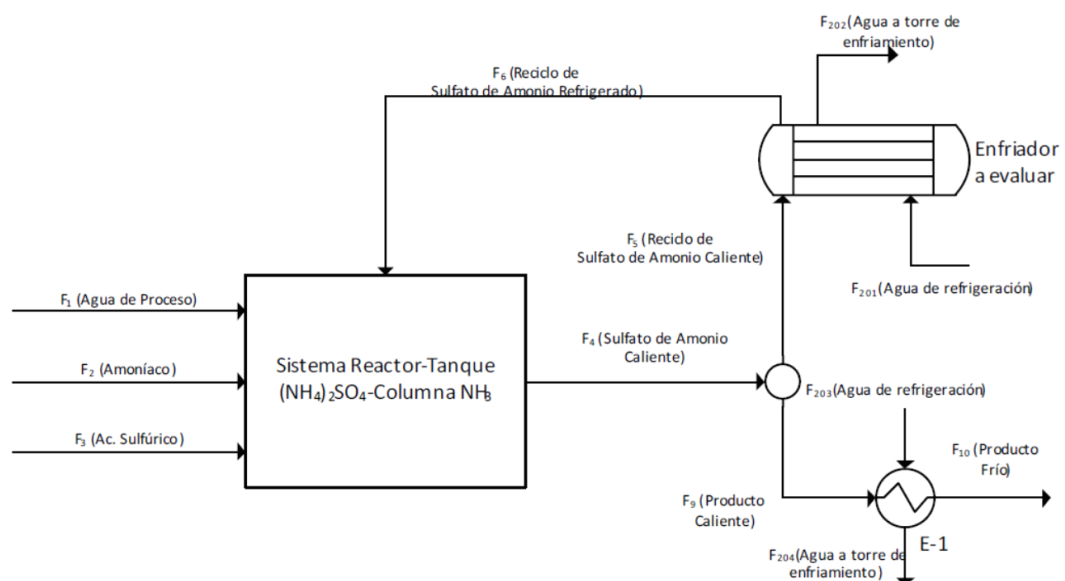 F₂₀₂(Agua a torre de
enfriamiento)
F₆ (Reciclo de
Sulfato de Amonio Refrigerado)
Enfriador
a evaluar
F₅ (Reciclo de
Sulfato de Amonio Caliente)
F₂₀₁(Agua de refrigeración)
F₁ (Agua de Proceso)
F₄ (Sulfato de Amonio
Caliente)
Sistema Reactor-Tanque
(NH₄)₂SO₄-Columna NH₃
F₂ (Amoníaco)
F₂₀₃(Agua de refrigeración)
F₃ (Ac. Sulfúrico)
F₁₀ (Producto
Frío)
F₉ (Producto
Caliente)
E-1
F₂₀₄(Agua a torre de
enfriamiento)